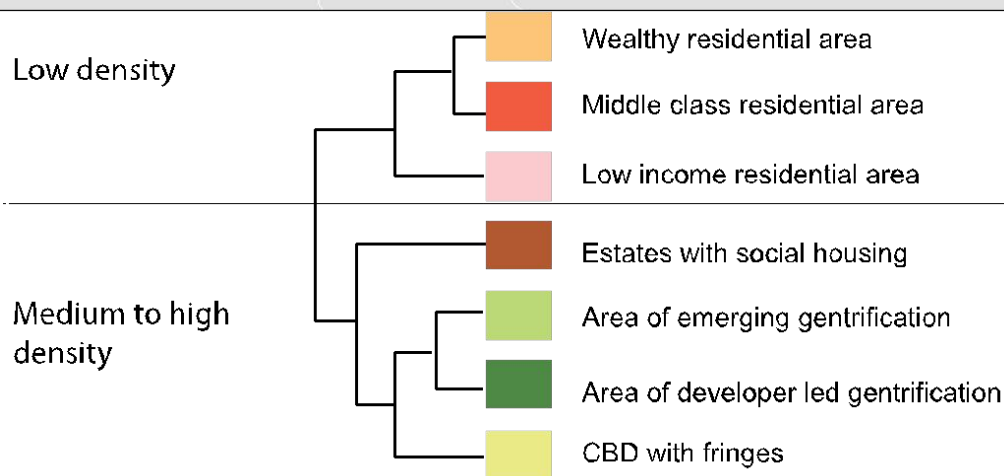 Low density
Wealthy residential area
Middle class residential area
Low income residential area
Medium to high
density
Estates with social housing
Area of emerging gentrification
Area of developer led gentrification
CBD with fringes